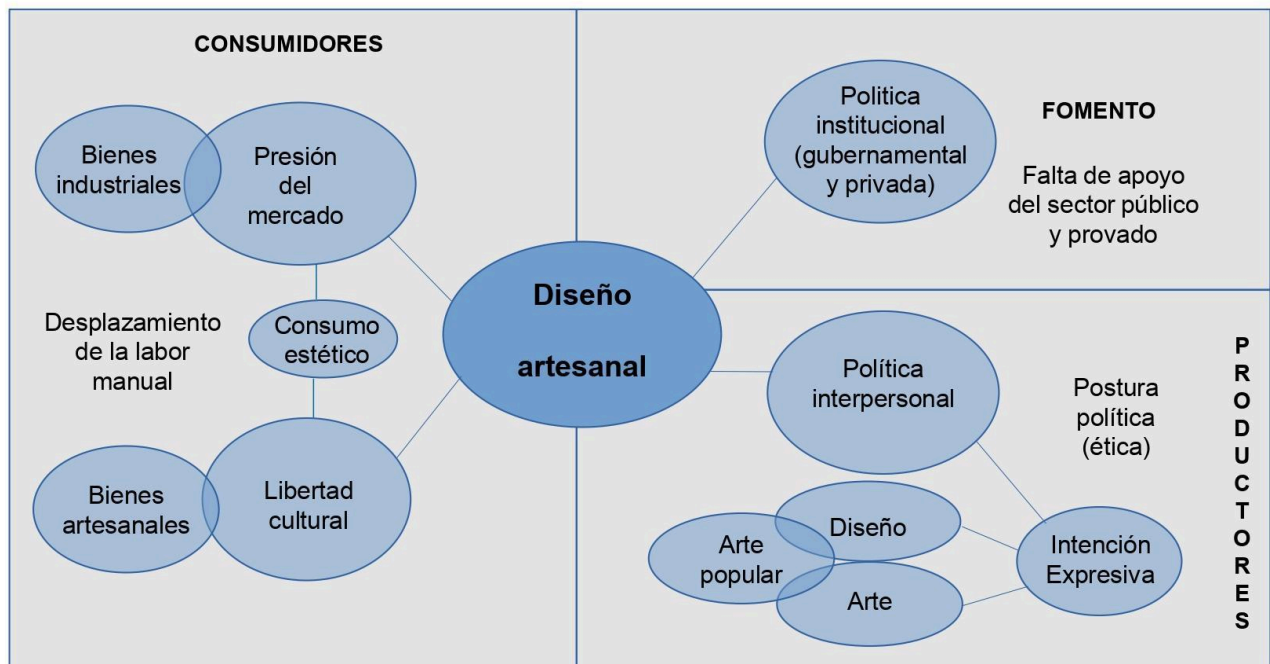 CONSUMIDORES
Bienes
industriales
Presión
del
mercado
Desplazamiento
de la labor
manual
Consumo
estético
Bienes
artesanales
Libertad
cultural
Diseño
artesanal
Politica
institucional
(gubernamental
y privada)
FOMENTO
Falta de apoyo
del sector público
y provado
Política
interpersonal
Postura
política
(ética)
Diseño
Arte
popular
Arte
Intención
Expresiva
P
R
O
D
U
C
T
O
R
E
S